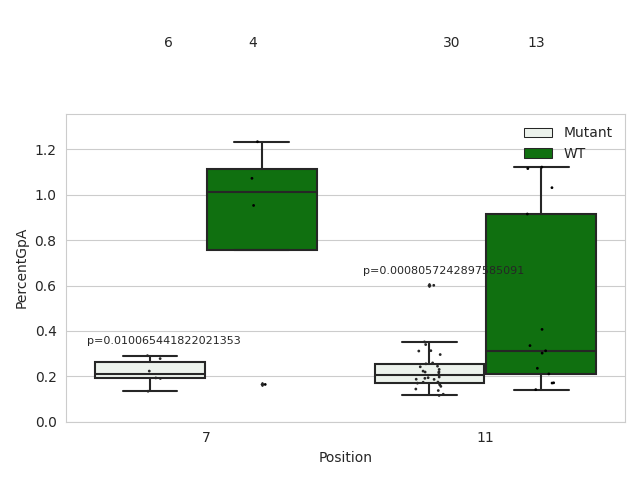 6 4 30 13
Mutant
WT
p=0.0008057242897585091
p=0.010065441822021353
PercentGpA
1.2
1.0
0.8
0.6
0.4
0.2
0.0
7 11
Position